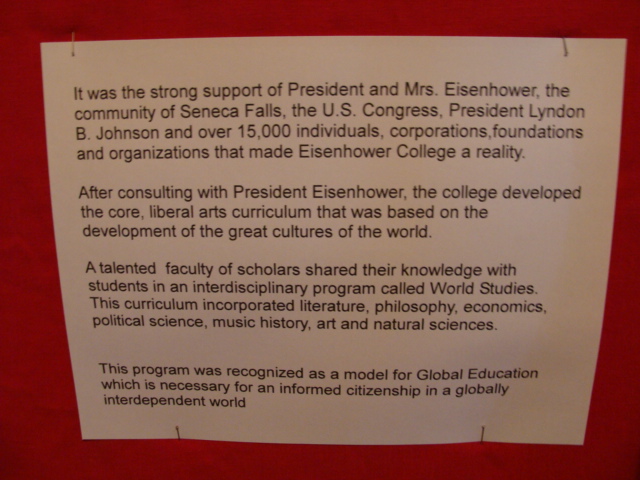 It was the strong support of President and Mrs. Eisenhower, the
community of Seneca Falls, the U.S. Congress, President Lyndon
B. Johnson and over 15,000 individuals, corporations,foundations
and organizations that made Eisenhower College a reality.
After consulting with President Eisenhower, the college developed
the core, liberal arts curriculum that was based on the
development of the great cultures of the world.
A talented faculty of scholars shared their knowledge with
students in an interdisciplinary program called World Studies.
This curriculum incorporated literature, philosophy, economics,
political science, music history, art and natural sciences.
This program was recognized as a model for Global Education
which is necessary for an informed citizenship in a globally
interdependent world